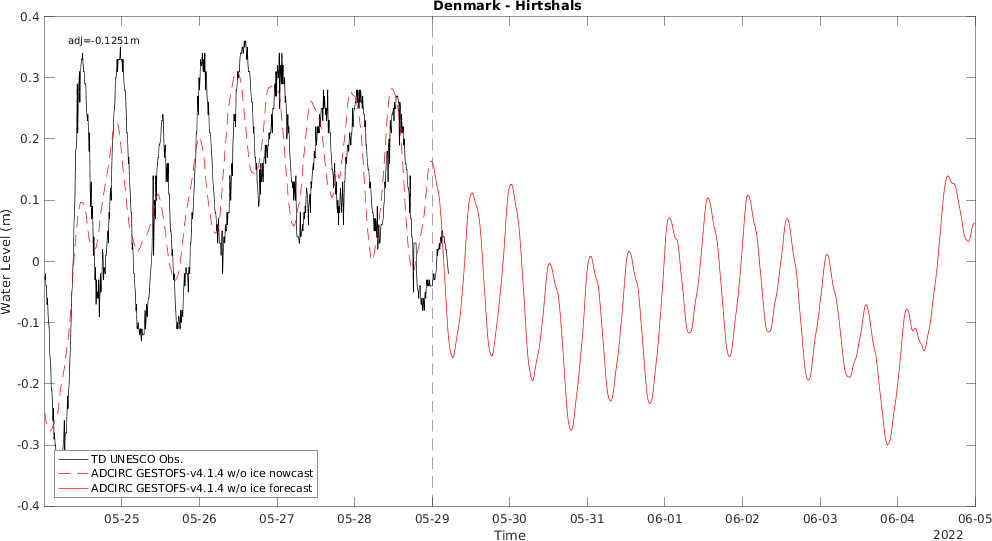 Denmark - Hirtshals
adj=-0.1251m
Water Level (m)
0.4
0.3
0.2
0.1
0
-0.1
-0.2
-0.3
-0.4
TD UNESCO Obs.
ADCIRC GESTOFS-v4.1.4 w/o ice nowcast
ADCIRC GESTOFS-v4.1.4 w/o ice forecast
05-25 05-26 05-27 05-28 05-29 05-30 05-31 06-01 06-02 06-03 06-04 06-05
Time
2022